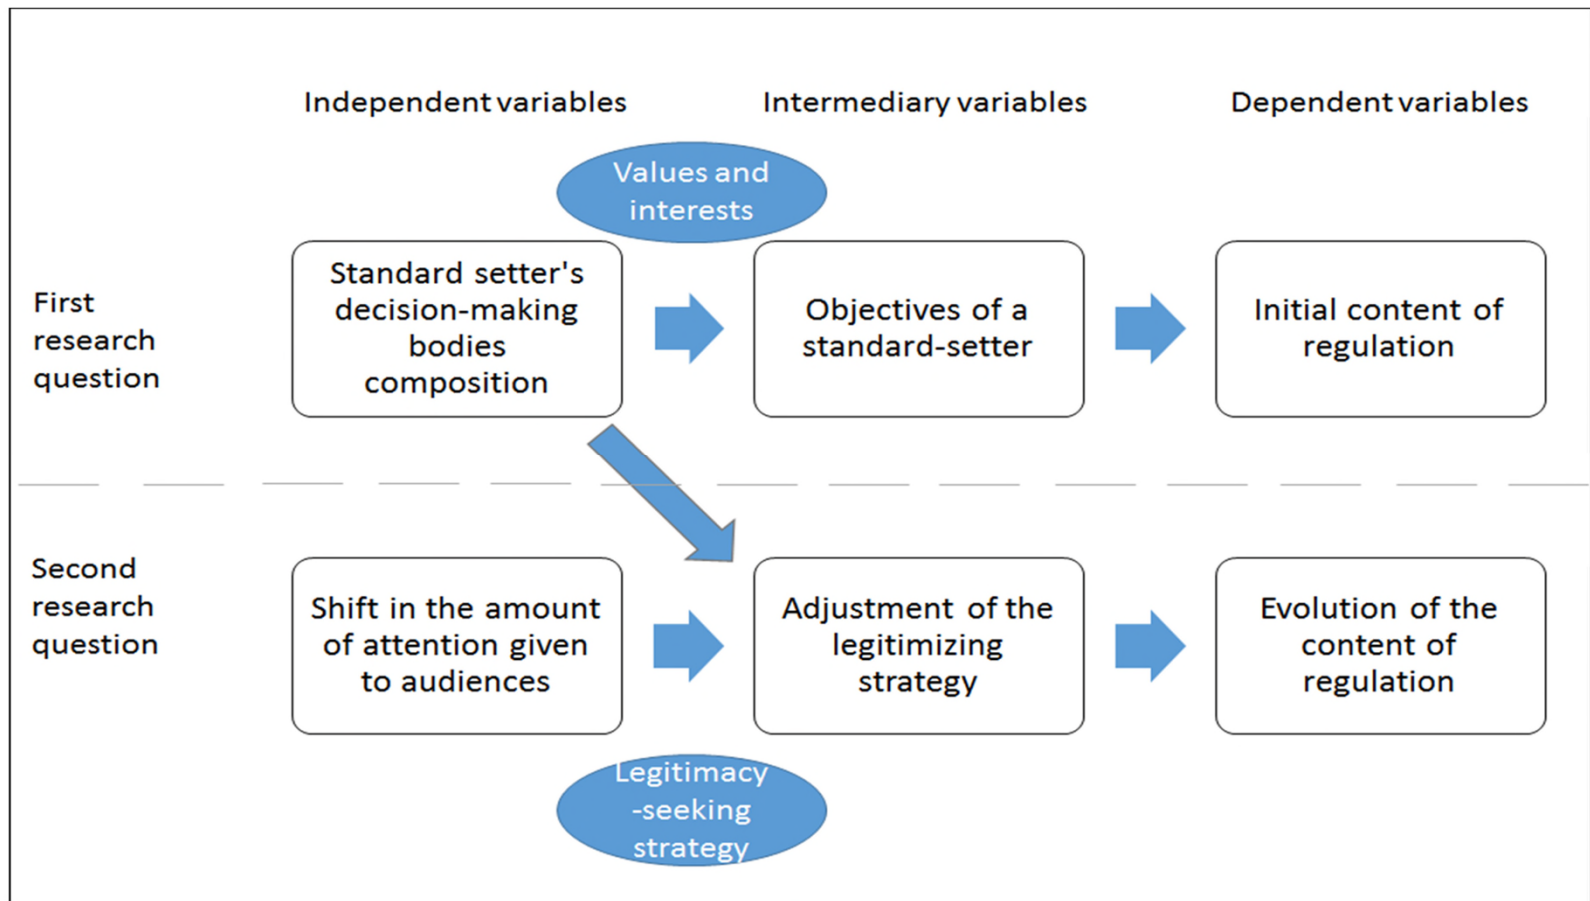 Independent variables
Intermediary variables
Dependent variables
Values and
interests
First
research
question
Standard setter's
decision-making
bodies
composition
Objectives of a
standard-setter
Initial content of
regulation
Second
research
question
Shift in the amount
of attention given
to audiences
Adjustment of the
legitimizing
strategy
Evolution of the
content of
regulation
Legitimacy
-seeking
strategy